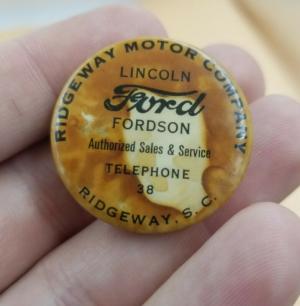 RIDGEWAY MOTOR COMPANY
LINCOLN
Ford
FORDSON
Authorized Sales & Service
TELEPHONE
38
RIDGEWAY, S. C.